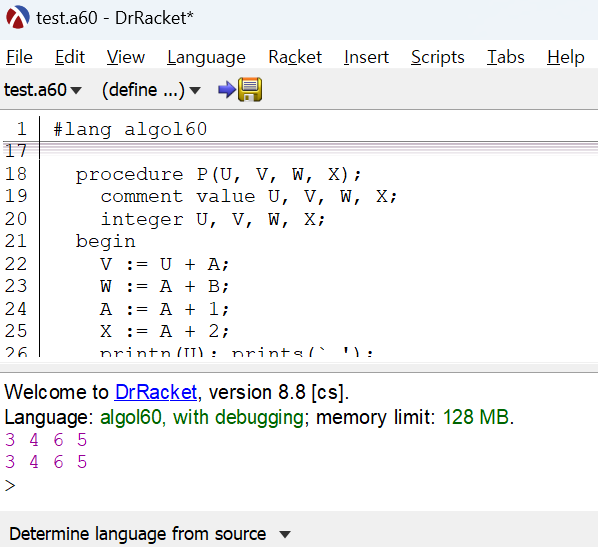 test.a60 - DrRacket*
File Edit View Language Racket Insert Scripts Tabs Help
test.a60 (define ...)
1 #lang algol60
17
18 procedure P(U, V, W, X);
19 comment value U, V, W, X;
20 integer U, V, W, X;
21 begin
22 V := U + A;
23 W := A + B;
24 A := A + 1;
25 X := A + 2;
26 printn(U); prints(` ');
Welcome to DrRacket, version 8.8 [cs].
Language: algol60, with debugging; memory limit: 128 MB.
3 4 6 5
3 4 6 5
>
Determine language from source